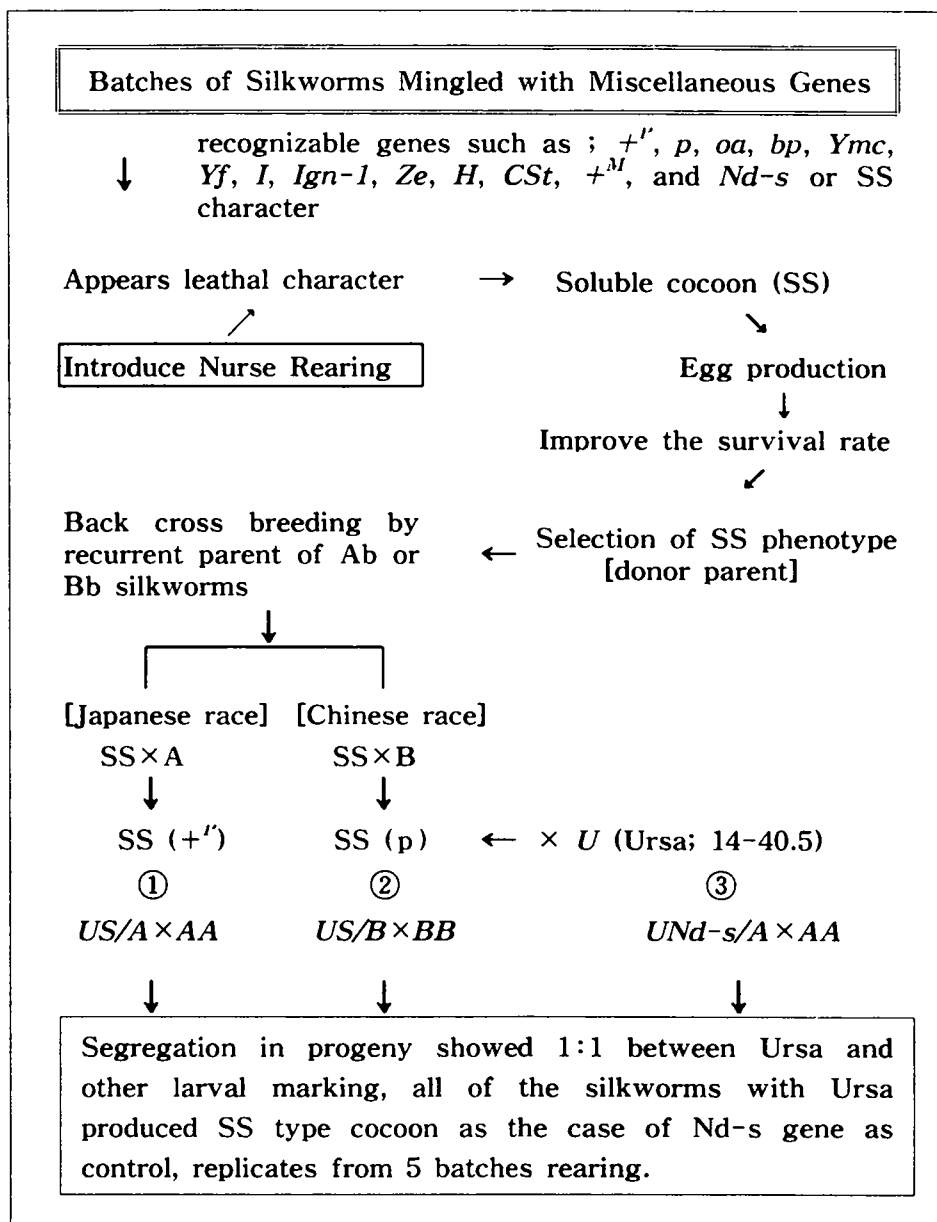 Batches of Silkworms Mingled with Miscellaneous Genes
recognizable genes such as ; +^P, p, oa, bp, Ymc,
↓ Yf, I, Ign-1, Ze, H, CSt, +^M, and Nd-s or SS
character
Appears leathal character → Soluble cocoon (SS)
↗ ↘
Introduce Nurse Rearing Egg production
↓
Improve the survival rate
↙
Back cross breeding by
recurrent parent of Ab or ← Selection of SS phenotype
Bb silkworms [donor parent]
↓
[Japanese race] [Chinese race]
SS×A SS×B
↓ ↓
SS (+^P) SS (p) ← × U (Ursa; 14-40.5)
① ② ③
US/A×AA US/B×BB UNd-s/A×AA
↓ ↓ ↓
Segregation in progeny showed 1:1 between Ursa and
other larval marking, all of the silkworms with Ursa
produced SS type cocoon as the case of Nd-s gene as
control, replicates from 5 batches rearing.